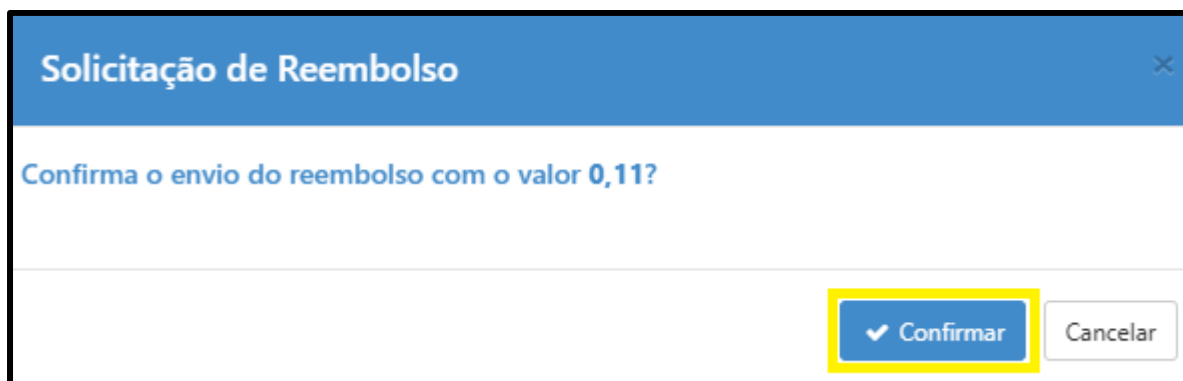 Solicitação de Reembolso
×
Confirma o envio do reembolso com o valor 0,11?
✔ Confirmar
Cancelar